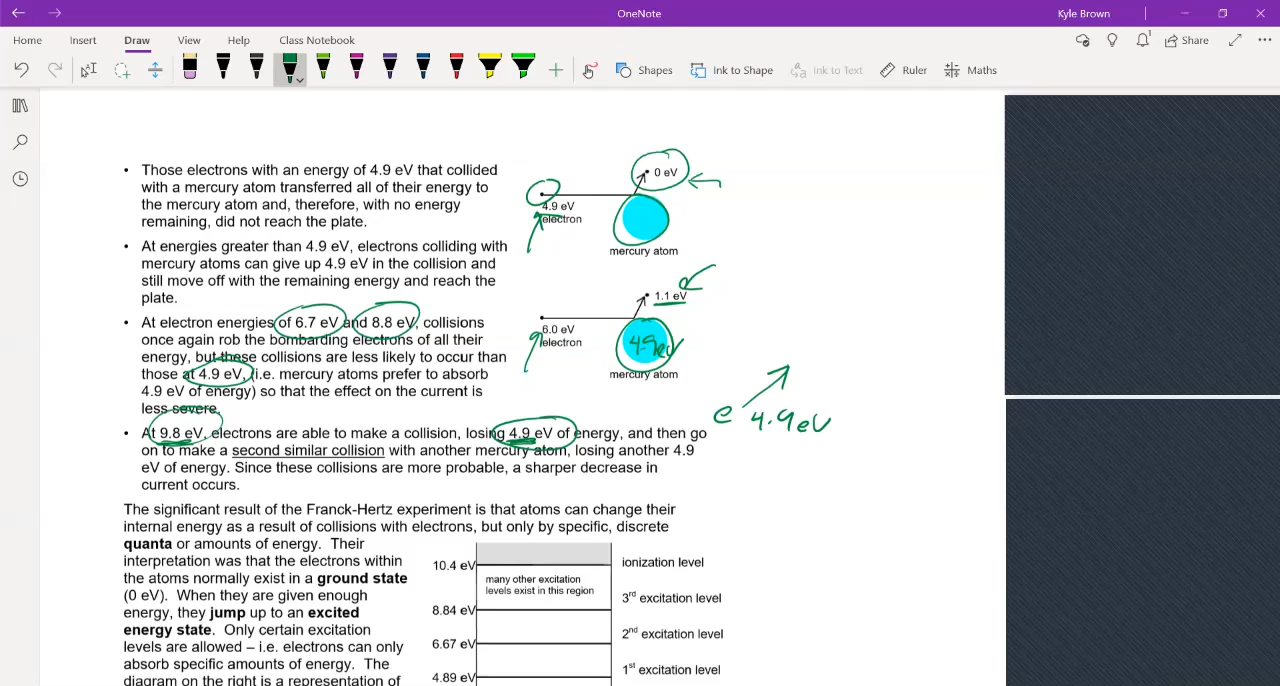 OneNote
Kyle Brown
Home Insert Draw View Help Class Notebook
Share
Shapes Ink to Shape Ink to Text Ruler Maths
• Those electrons with an energy of 4.9 eV that collided
with a mercury atom transferred all of their energy to
the mercury atom and, therefore, with no energy
remaining, did not reach the plate.
0 eV
4.9 eV
electron
mercury atom
• At energies greater than 4.9 eV, electrons colliding with
mercury atoms can give up 4.9 eV in the collision and
still move off with the remaining energy and reach the
plate.
1.1 eV
6.0 eV
electron
4.9eV
mercury atom
• At electron energies of 6.7 eV and 8.8 eV, collisions
once again rob the bombarding electrons of all their
energy, but these collisions are less likely to occur than
those at 4.9 eV, (i.e. mercury atoms prefer to absorb
4.9 eV of energy) so that the effect on the current is
less severe.
e 4.9eV
• At 9.8 eV, electrons are able to make a collision, losing 4.9 eV of energy, and then go
on to make a second similar collision with another mercury atom, losing another 4.9
eV of energy. Since these collisions are more probable, a sharper decrease in
current occurs.
The significant result of the Franck-Hertz experiment is that atoms can change their
internal energy as a result of collisions with electrons, but only by specific, discrete
quanta or amounts of energy. Their
interpretation was that the electrons within
the atoms normally exist in a ground state
(0 eV). When they are given enough
energy, they jump up to an excited
energy state. Only certain excitation
levels are allowed – i.e. electrons can only
absorb specific amounts of energy. The
diagram on the right is a representation of
10.4 eV ionization level
many other excitation
levels exist in this region
8.84 eV 3rd excitation level
6.67 eV 2nd excitation level
4.89 eV 1st excitation level